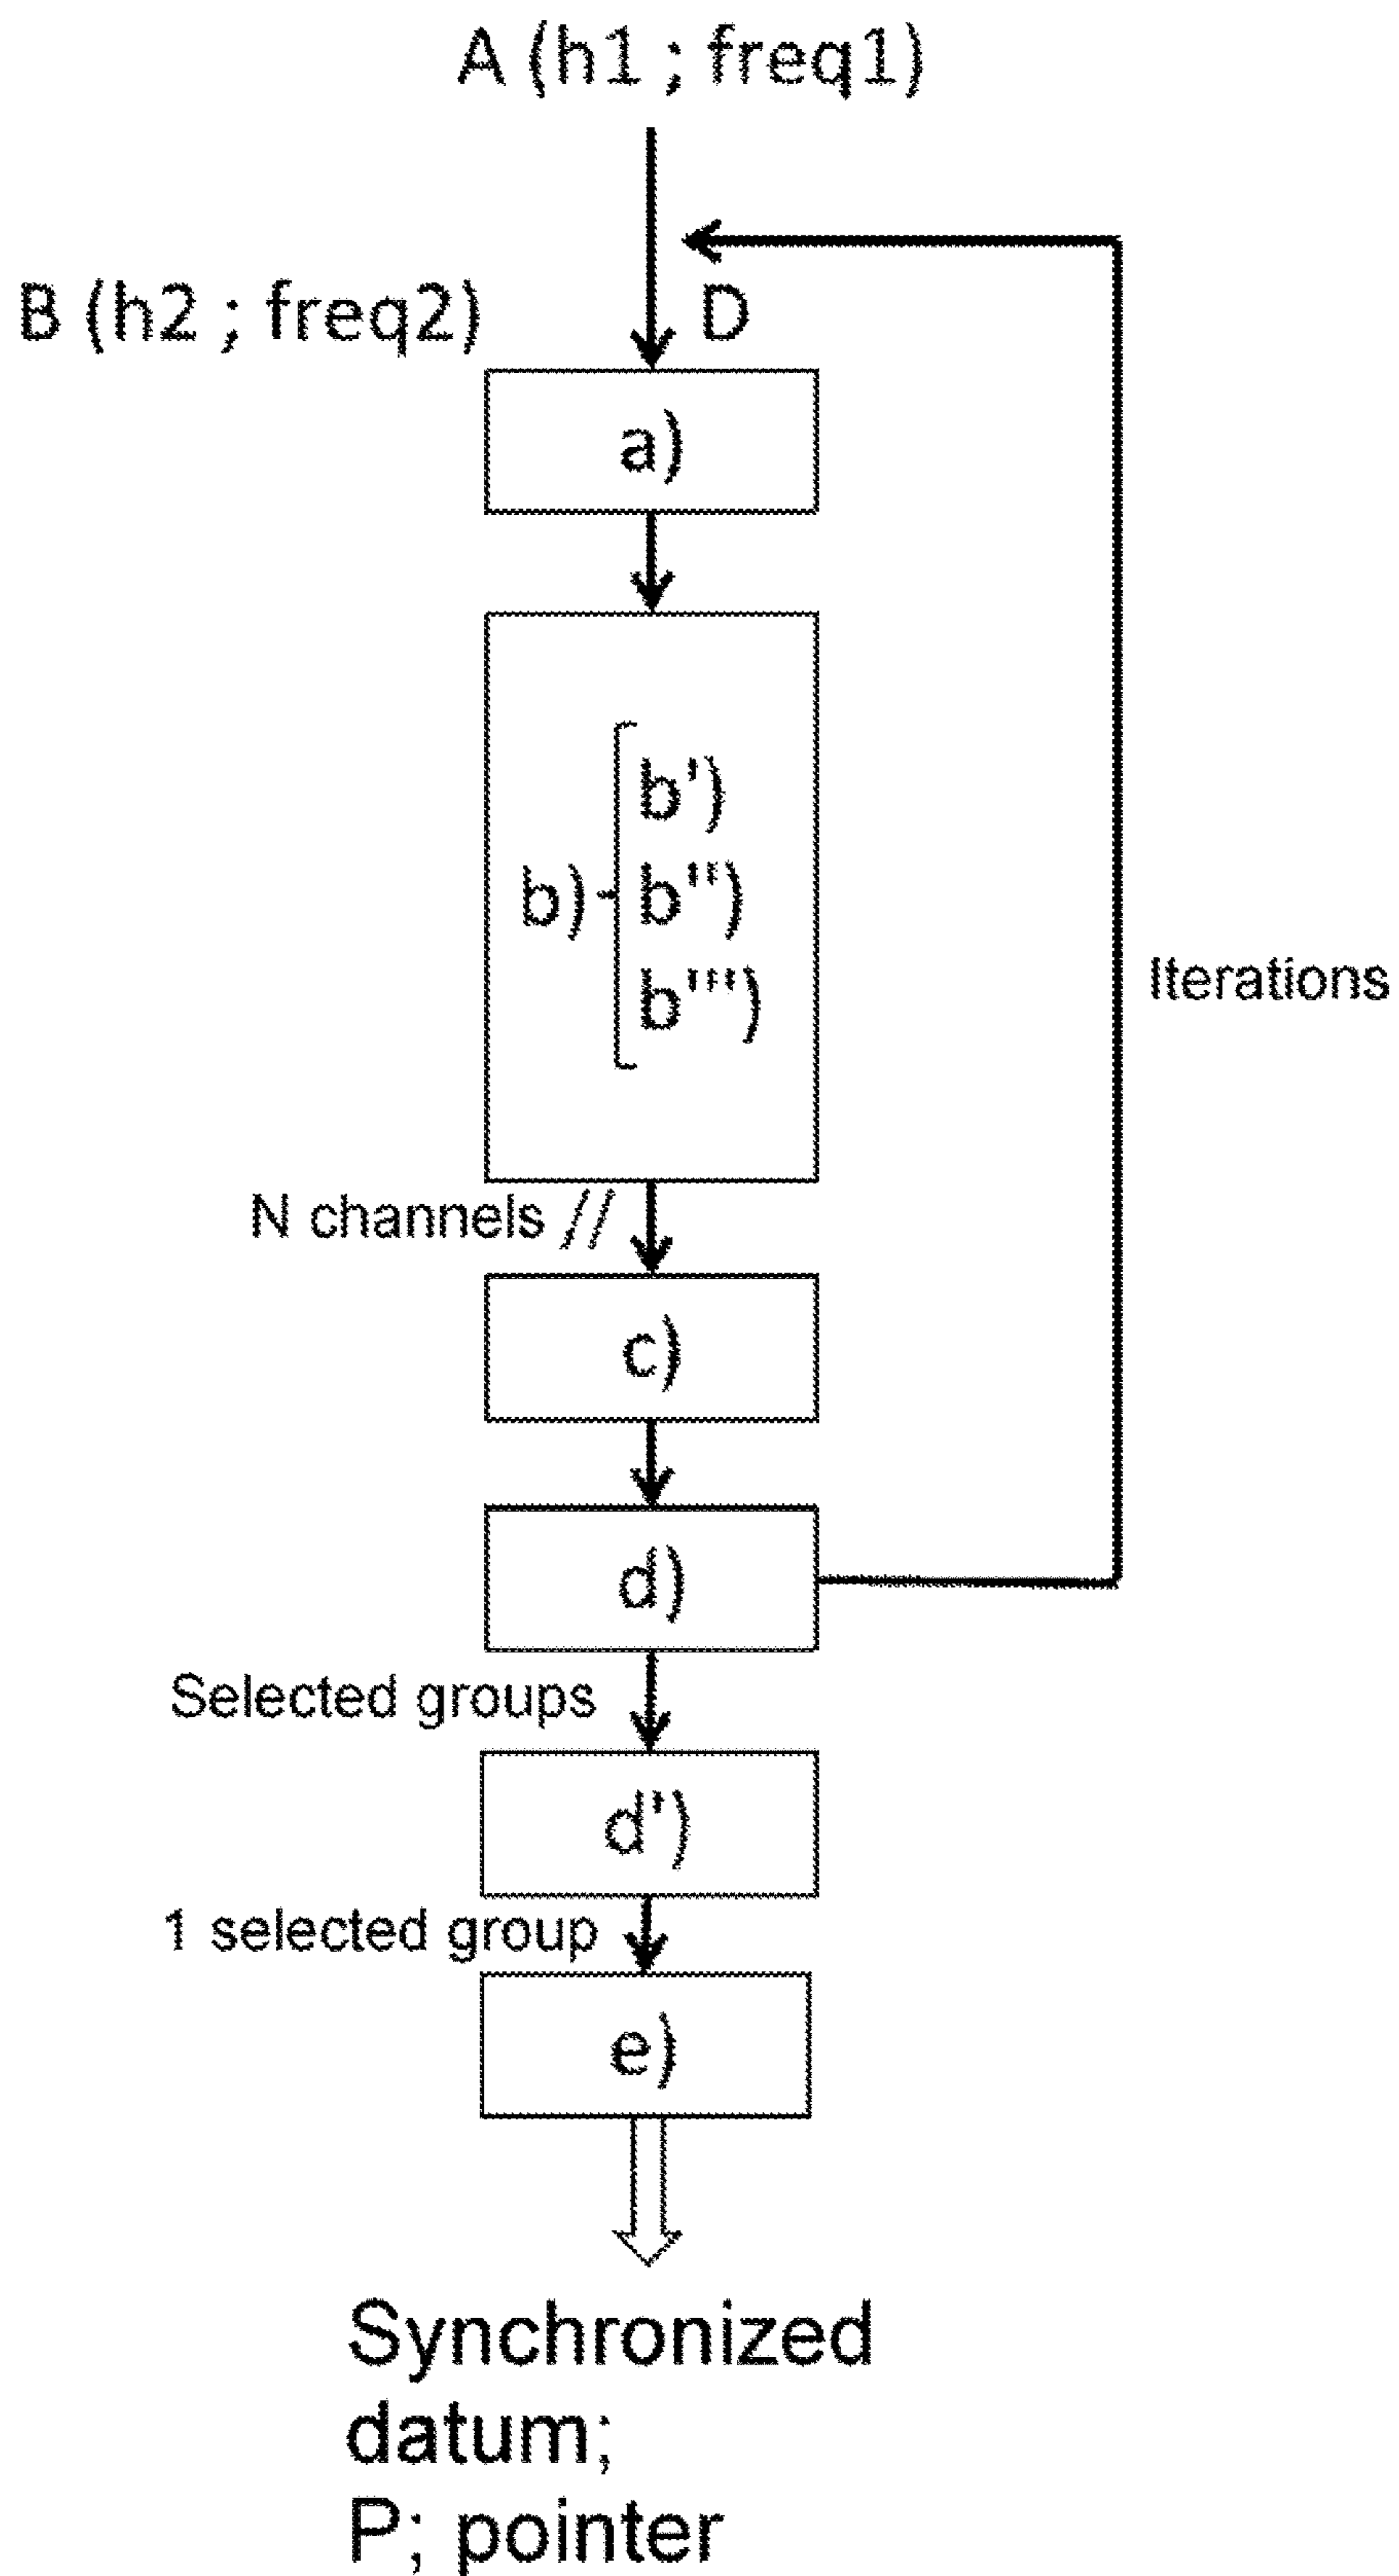 A (h1 ; freq1)
B (h2 ; freq2)
D
a)
b)
b')
b'')
b''')
Iterations
N channels //
c)
d)
Selected groups
d')
1 selected group
e)
Synchronized
datum;
P; pointer